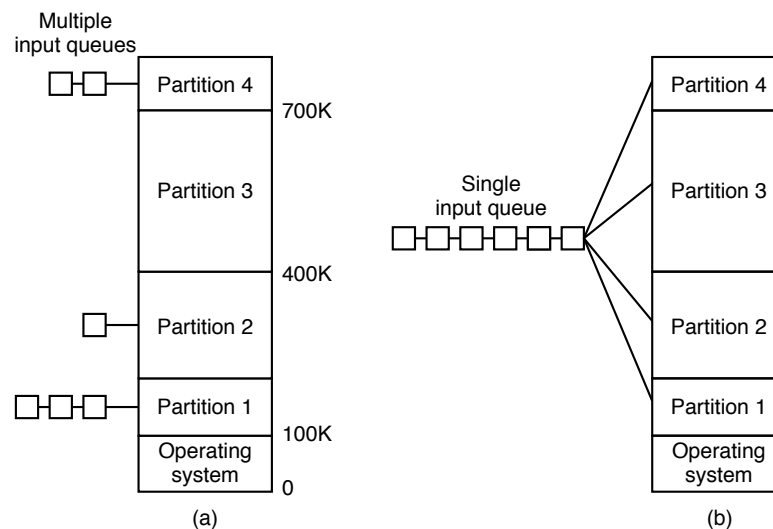 Multiple
input queues
Partition 4
700K
Partition 3
400K
Partition 2
Partition 1
100K
Operating
system
0
(a)
Single
input queue
Partition 4
Partition 3
Partition 2
Partition 1
Operating
system
(b)